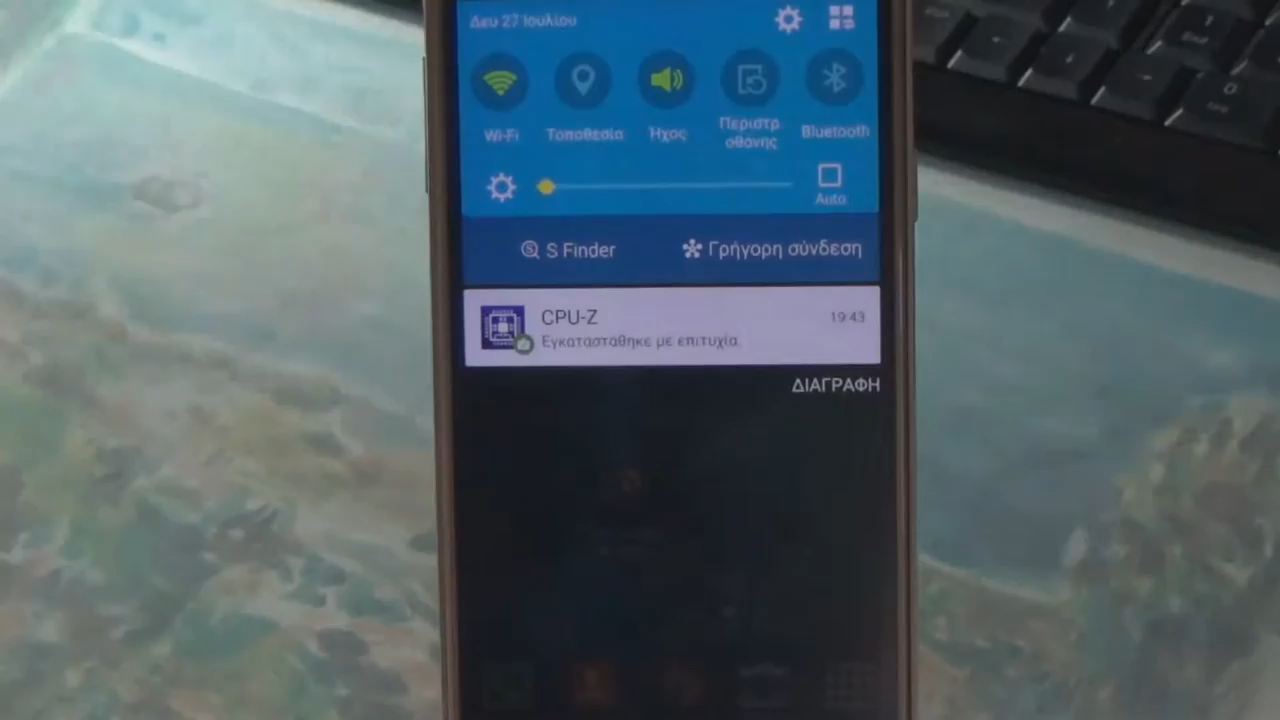 Δευ 27 Ιουλίου
Wi-Fi
Τοποθεσία
Ήχος
Περιστρ
οθόνης
Bluetooth
Auto
S Finder
Γρήγορη σύνδεση
CPU-Z
19:43
Εγκαταστάθηκε με επιτυχία.
ΔΙΑΓΡΑΦΗ